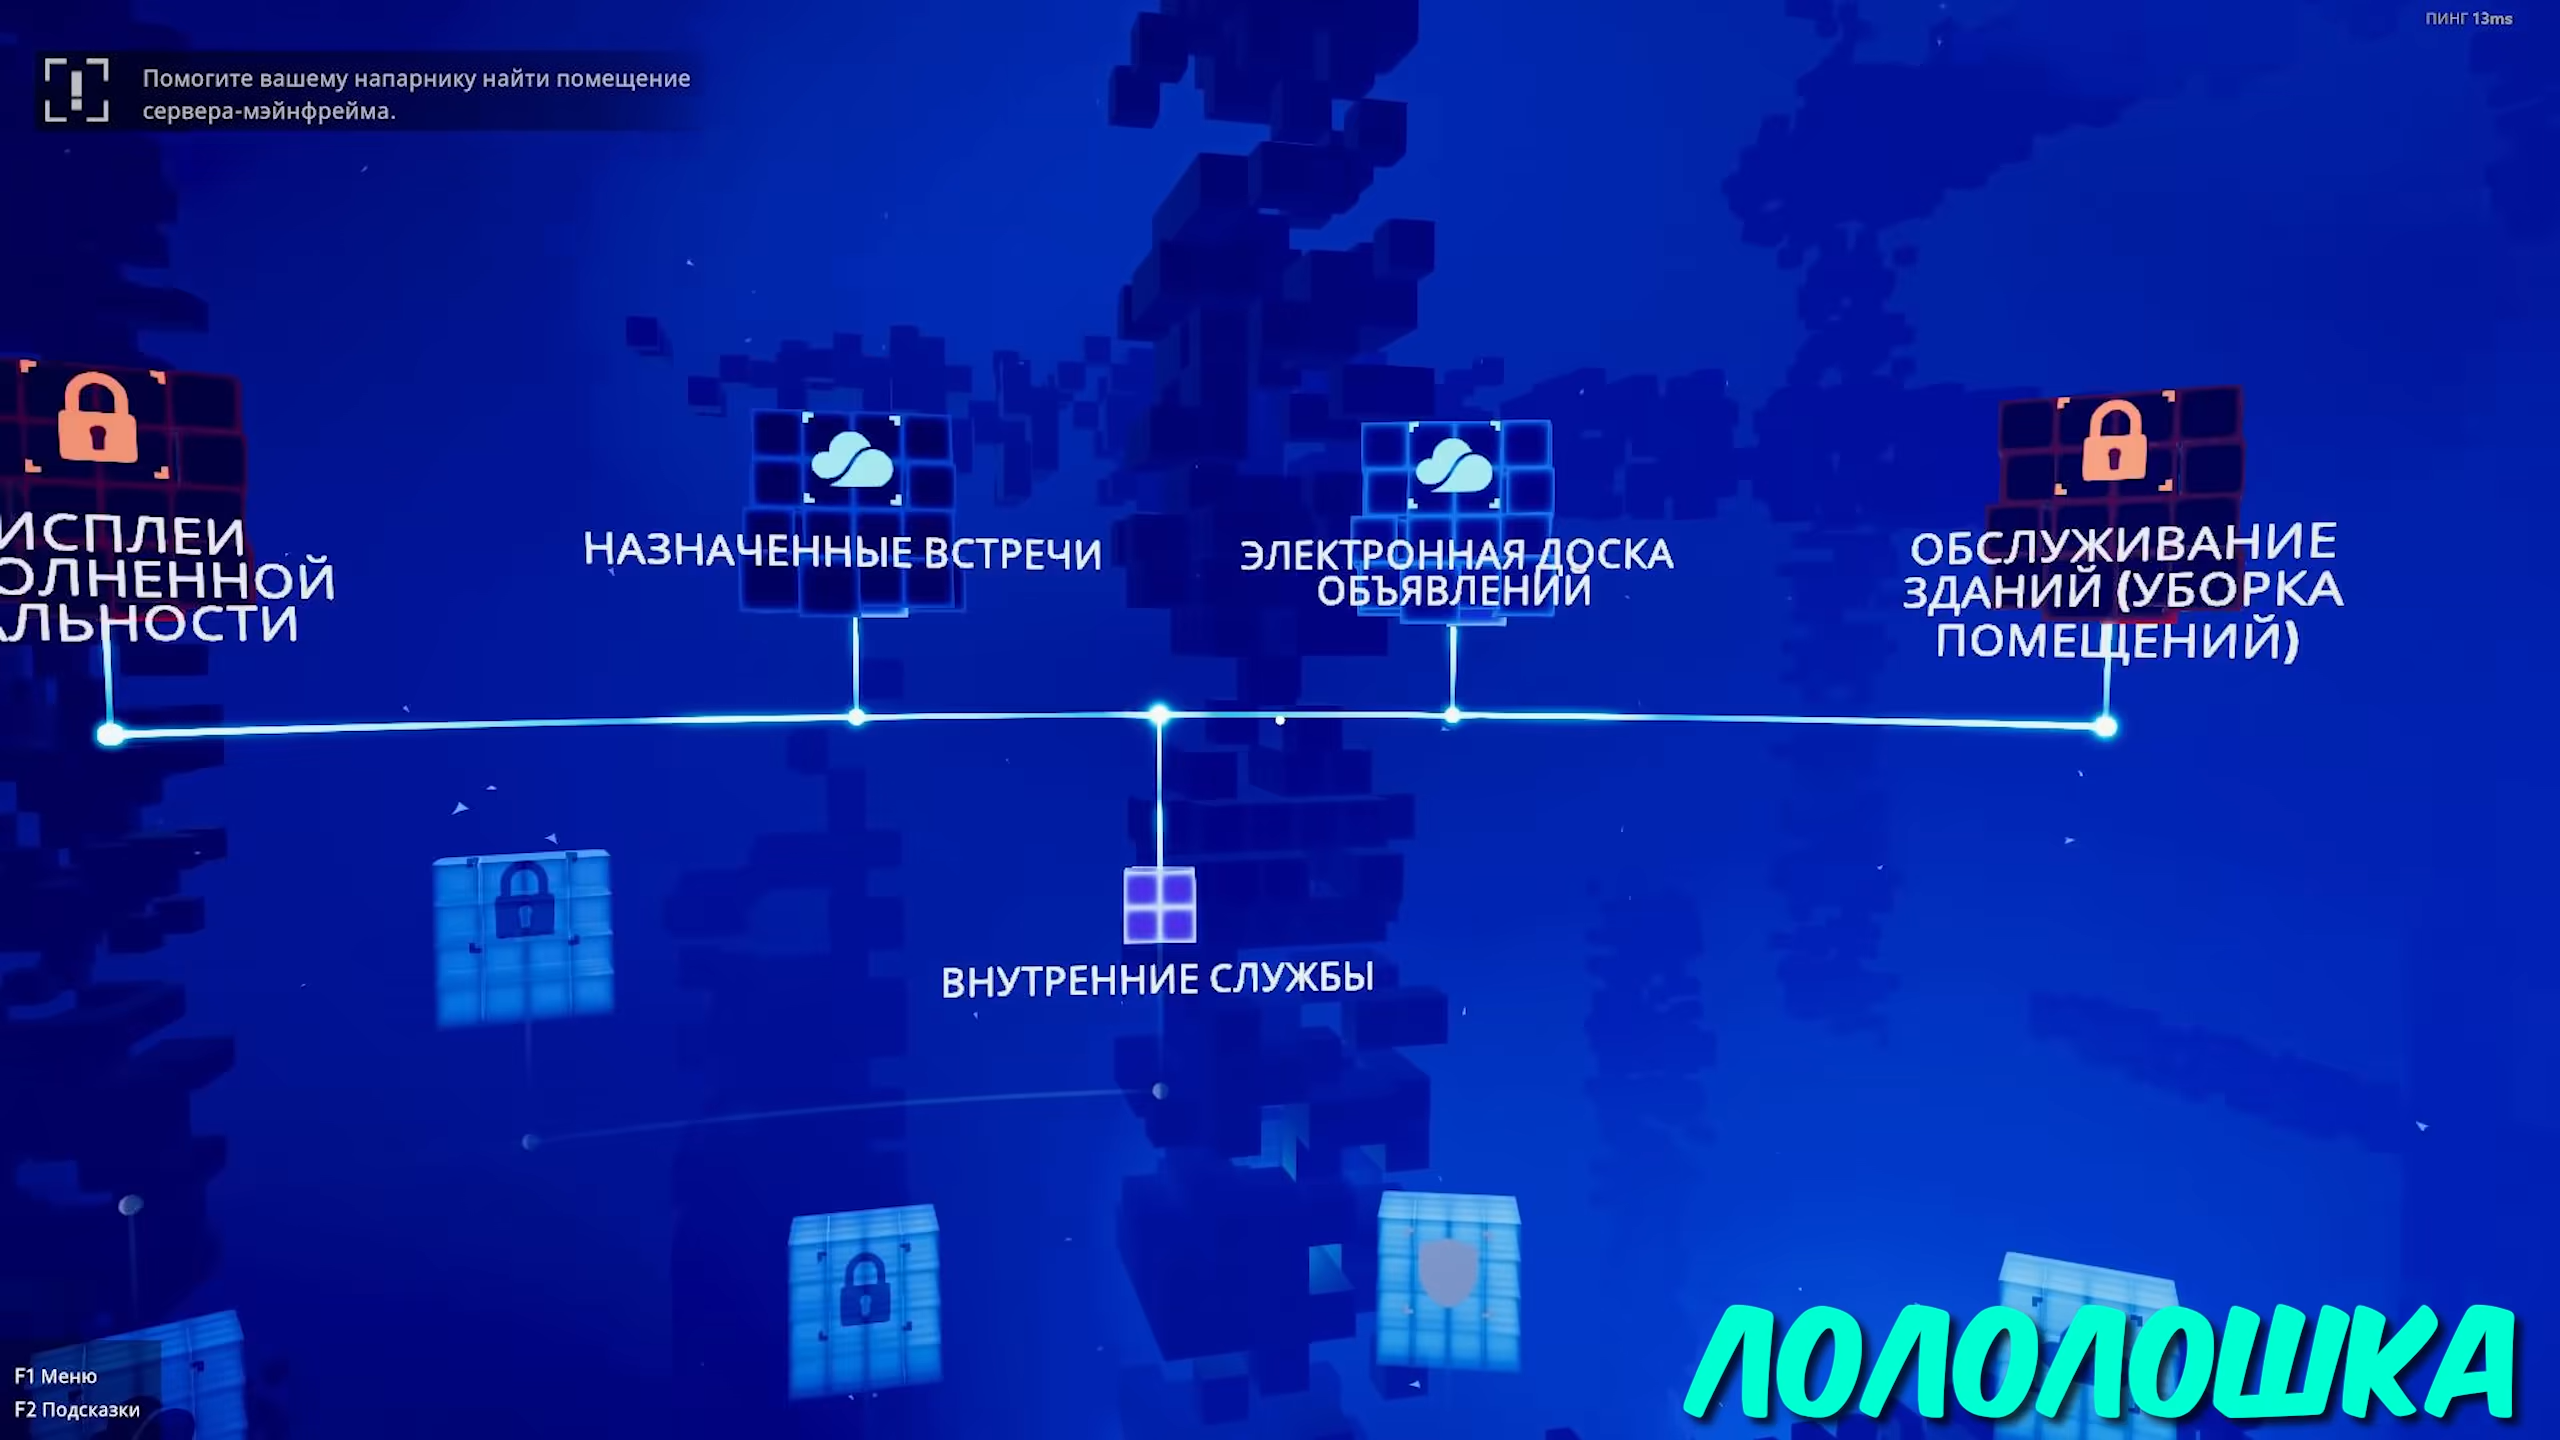 ПИНГ 13ms
Помогите вашему напарнику найти помещение
сервера-мэйнфрейма.
ИСПЛЕИ
ОЛНЕННОЙ
АЛЬНОСТИ
НАЗНАЧЕННЫЕ ВСТРЕЧИ
ЭЛЕКТРОННАЯ ДОСКА
ОБЪЯВЛЕНИЙ
ОБСЛУЖИВАНИЕ
ЗДАНИЙ (УБОРКА
ПОМЕЩЕНИЙ)
ВНУТРЕННИЕ СЛУЖБЫ
F1 Меню
F2 Подсказки
ЛОЛОЛОШКА